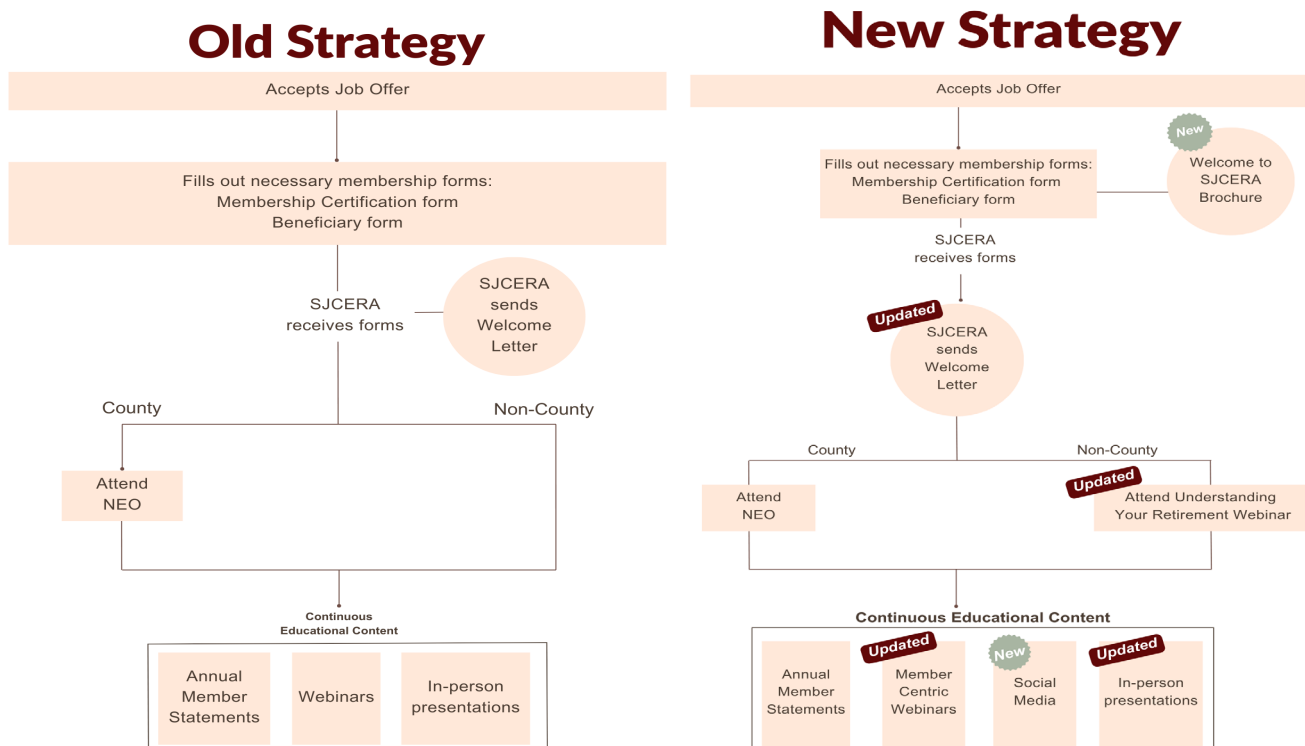 Old Strategy
Accepts Job Offer
Fills out necessary membership forms:
Membership Certification form
Beneficiary form
SJCERA
receives forms
SJCERA
sends
Welcome
Letter
County
Non-County
Attend
NEO
Continuous
Educational Content
Annual
Member
Statements
Webinars
In-person
presentations
New Strategy
Accepts Job Offer
Fills out necessary membership forms:
Membership Certification form
Beneficiary form
New
Welcome to
SJCERA
Brochure
SJCERA
receives forms
Updated
SJCERA
sends
Welcome
Letter
County
Non-County
Attend
NEO
Updated
Attend Understanding
Your Retirement Webinar
Continuous Educational Content
Annual
Member
Statements
Updated
Member
Centric
Webinars
New
Social
Media
Updated
In-person
presentations